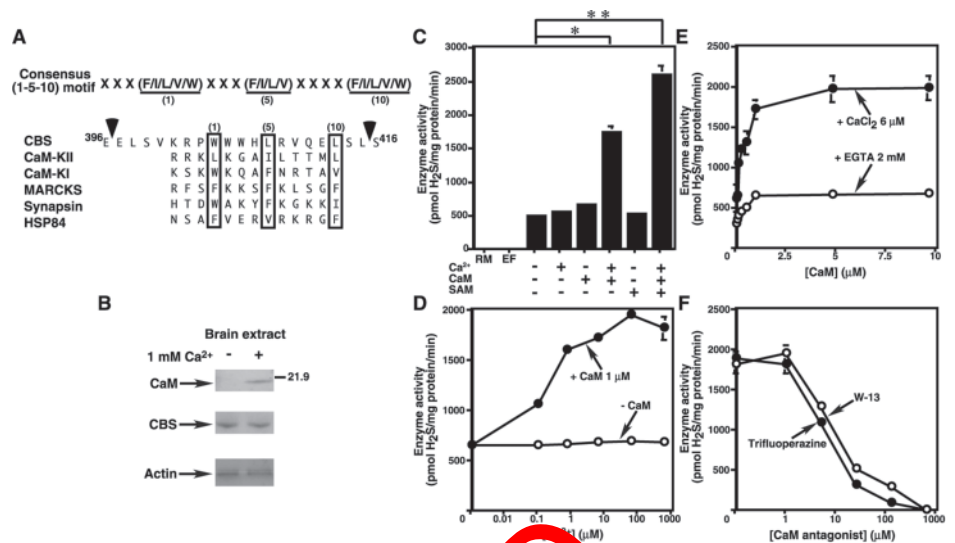 A
Consensus
(1-5-10) motif
X X X (F/I/L/V/W) X X X (F/I/L/V) X X X X (F/I/L/V/W)
(1) (5) (10)
(1) (5) (10)
CBS 396 E E L S V K R P W W W H L R V Q E L S L S 416
CaM-KII R R K L K G A I L T T M L
CaM-KI K S K W K Q A F N R T A V
MARCKS R F S F K K S F K L S G F
Synapsin H T D W A K Y F K G K K I
HSP84 N S A F V E R V R K R G F
B
Brain extract
1 mM Ca2+ - +
CaM 21.9
CBS
Actin
C
* *
*
Enzyme activity
(pmol H2S/mg protein/min)
3000
2500
2000
1500
1000
500
0
RM EF
Ca2+ - + - + - +
CaM - - + + - +
SAM - - - - + +
D
Enzyme activity
(pmol H2S/mg protein/min)
2000
1500
1000
500
+ CaM 1 μM
- CaM
0 0.01 0.1 1 10 100 1000
] (μM)
E
Enzyme activity
(pmol H2S/mg protein/min)
2500
2000
1500
1000
500
0
+ CaCl2 6 μM
+ EGTA 2 mM
2.5 5 7.5 10
[CaM] (μM)
F
Enzyme activity
(pmol H2S/mg protein/min)
2500
2000
1500
1000
500
0
W-13
Trifluoperazine
0 1 10 100 1000
[CaM antagonist] (μM)